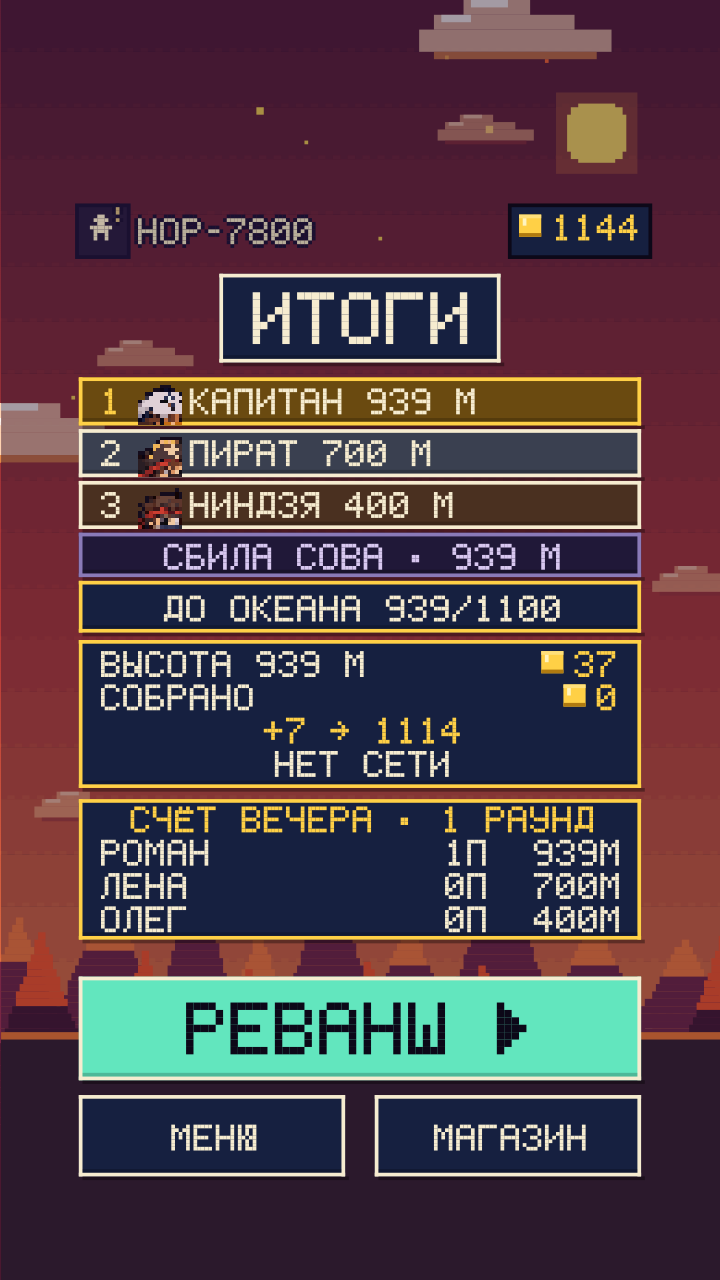 HOP-7800
1144
ИТОГИ
1 КАПИТАН 939 М
2 ПИРАТ 700 М
3 НИНДЗЯ 400 М
СБИЛА СОВА · 939 М
ДО ОКЕАНА 939/1100
ВЫСОТА 939 М 37
СОБРАНО 0
+7 → 1114
НЕТ СЕТИ
СЧЁТ ВЕЧЕРА · 1 РАУНД
РОМАН 1П 939М
ЛЕНА 0П 700М
ОЛЕГ 0П 400М
РЕВАНШ
МЕНЮ
МАГАЗИН